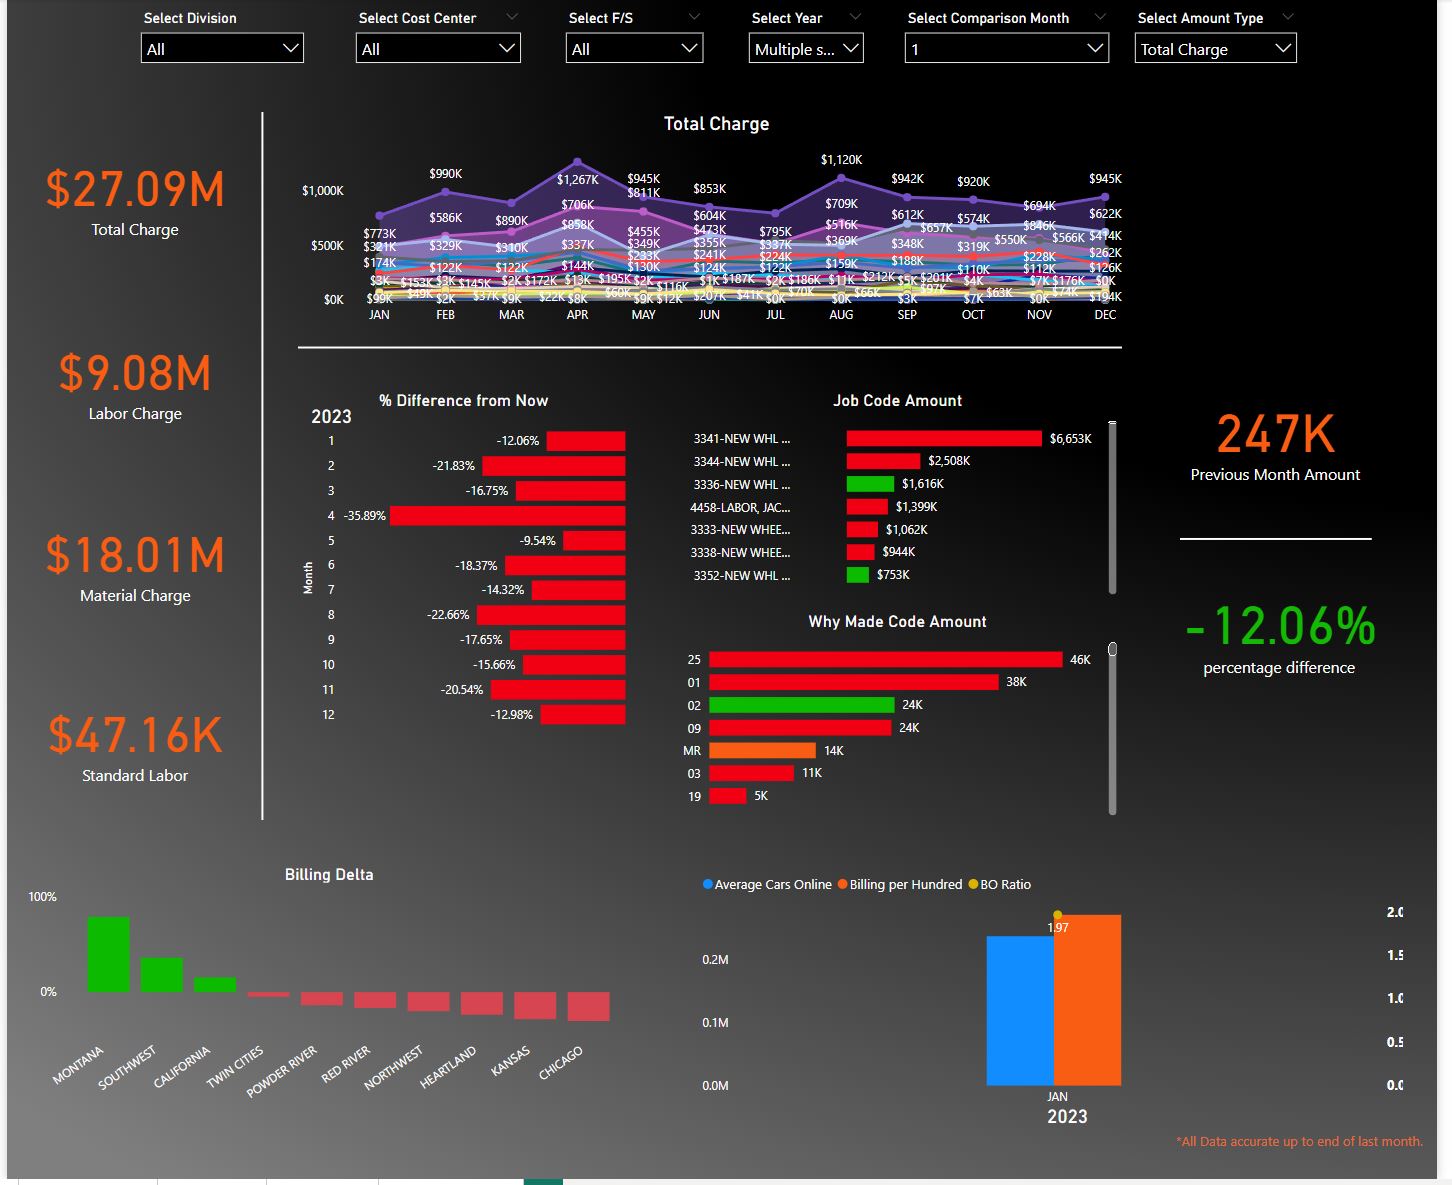 Select Division
Select Cost Center
Select F/S
Select Year
Select Comparison Month
Select Amount Type
All
All
All
Multiple s...
1
Total Charge
$27.09M
Total Charge
$9.08M
Labor Charge
$18.01M
Material Charge
$47.16K
Standard Labor
Total Charge
$1,000K
$500K
$0K
$773K
$321K
$174K
$3K
$99K
$990K
$586K
$329K
$122K
$153K
$49K
$2K
$145K
$37K
$890K
$310K
$122K
$2K
$9K
$172K
$22K
$1,267K
$706K
$858K
$337K
$144K
$13K
$8K
$195K
$60K
$945K
$811K
$455K
$349K
$233K
$130K
$2K
$9K
$116K
$12K
$853K
$604K
$473K
$355K
$241K
$124K
$1K
$207K
$187K
$41K
$795K
$337K
$224K
$122K
$2K
$0K
$186K
$70K
$1,120K
$709K
$516K
$369K
$159K
$11K
$0K
$212K
$66K
$942K
$612K
$657K
$348K
$188K
$5K
$3K
$201K
$97K
$920K
$574K
$319K
$110K
$4K
$7K
$63K
$550K
$694K
$846K
$566K
$228K
$112K
$7K
$176K
$0K
$74K
$945K
$622K
$414K
$262K
$126K
$0K
$194K
JAN
FEB
MAR
APR
MAY
JUN
JUL
AUG
SEP
OCT
NOV
DEC
% Difference from Now
2023
Month
1 -12.06%
2 -21.83%
3 -16.75%
4 -35.89%
5 -9.54%
6 -18.37%
7 -14.32%
8 -22.66%
9 -17.65%
10 -15.66%
11 -20.54%
12 -12.98%
Job Code Amount
3341-NEW WHL ... $6,653K
3344-NEW WHL ... $2,508K
3336-NEW WHL ... $1,616K
4458-LABOR, JAC... $1,399K
3333-NEW WHEE... $1,062K
3338-NEW WHEE... $944K
3352-NEW WHL ... $753K
Why Made Code Amount
25 46K
01 38K
02 24K
09 24K
MR 14K
03 11K
19 5K
247K
Previous Month Amount
-12.06%
percentage difference
Billing Delta
100%
0%
MONTANA
SOUTHWEST
CALIFORNIA
TWIN CITIES
POWDER RIVER
RED RIVER
NORTHWEST
HEARTLAND
KANSAS
CHICAGO
Average Cars Online
Billing per Hundred
BO Ratio
0.2M
0.1M
0.0M
1.97
2.0
1.5
1.0
0.5
0.0
JAN
2023
*All Data accurate up to end of last month.